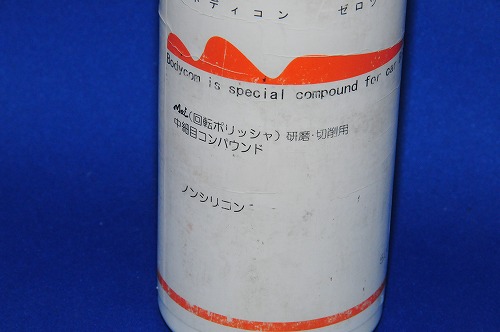 ディコン ゼロ
Bodycom is special compound for car
(回転ポリッシャ)研磨・切削用
中細目コンパウンド
ノンシリコン